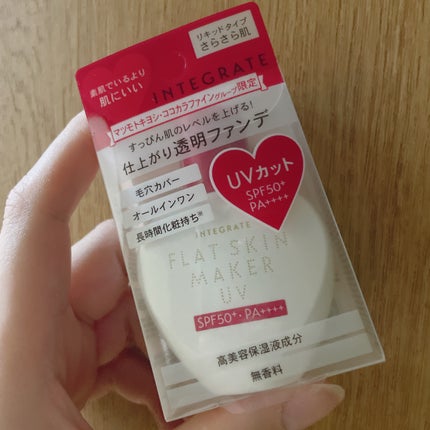 素肌でいるより
肌にいい
リキッドタイプ
さらさら肌
INTEGRATE
マツモトキヨシ・ココカラファイングループ限定
すっぴん肌のレベルを上げる!
仕上がり透明ファンデ
毛穴カバー
オールインワン
長時間化粧持ち※
UVカット
SPF50+
PA++++
INTEGRATE
FLAT SKIN
MAKER
UV
SPF50+・PA++++
高美容保湿液成分
無香料